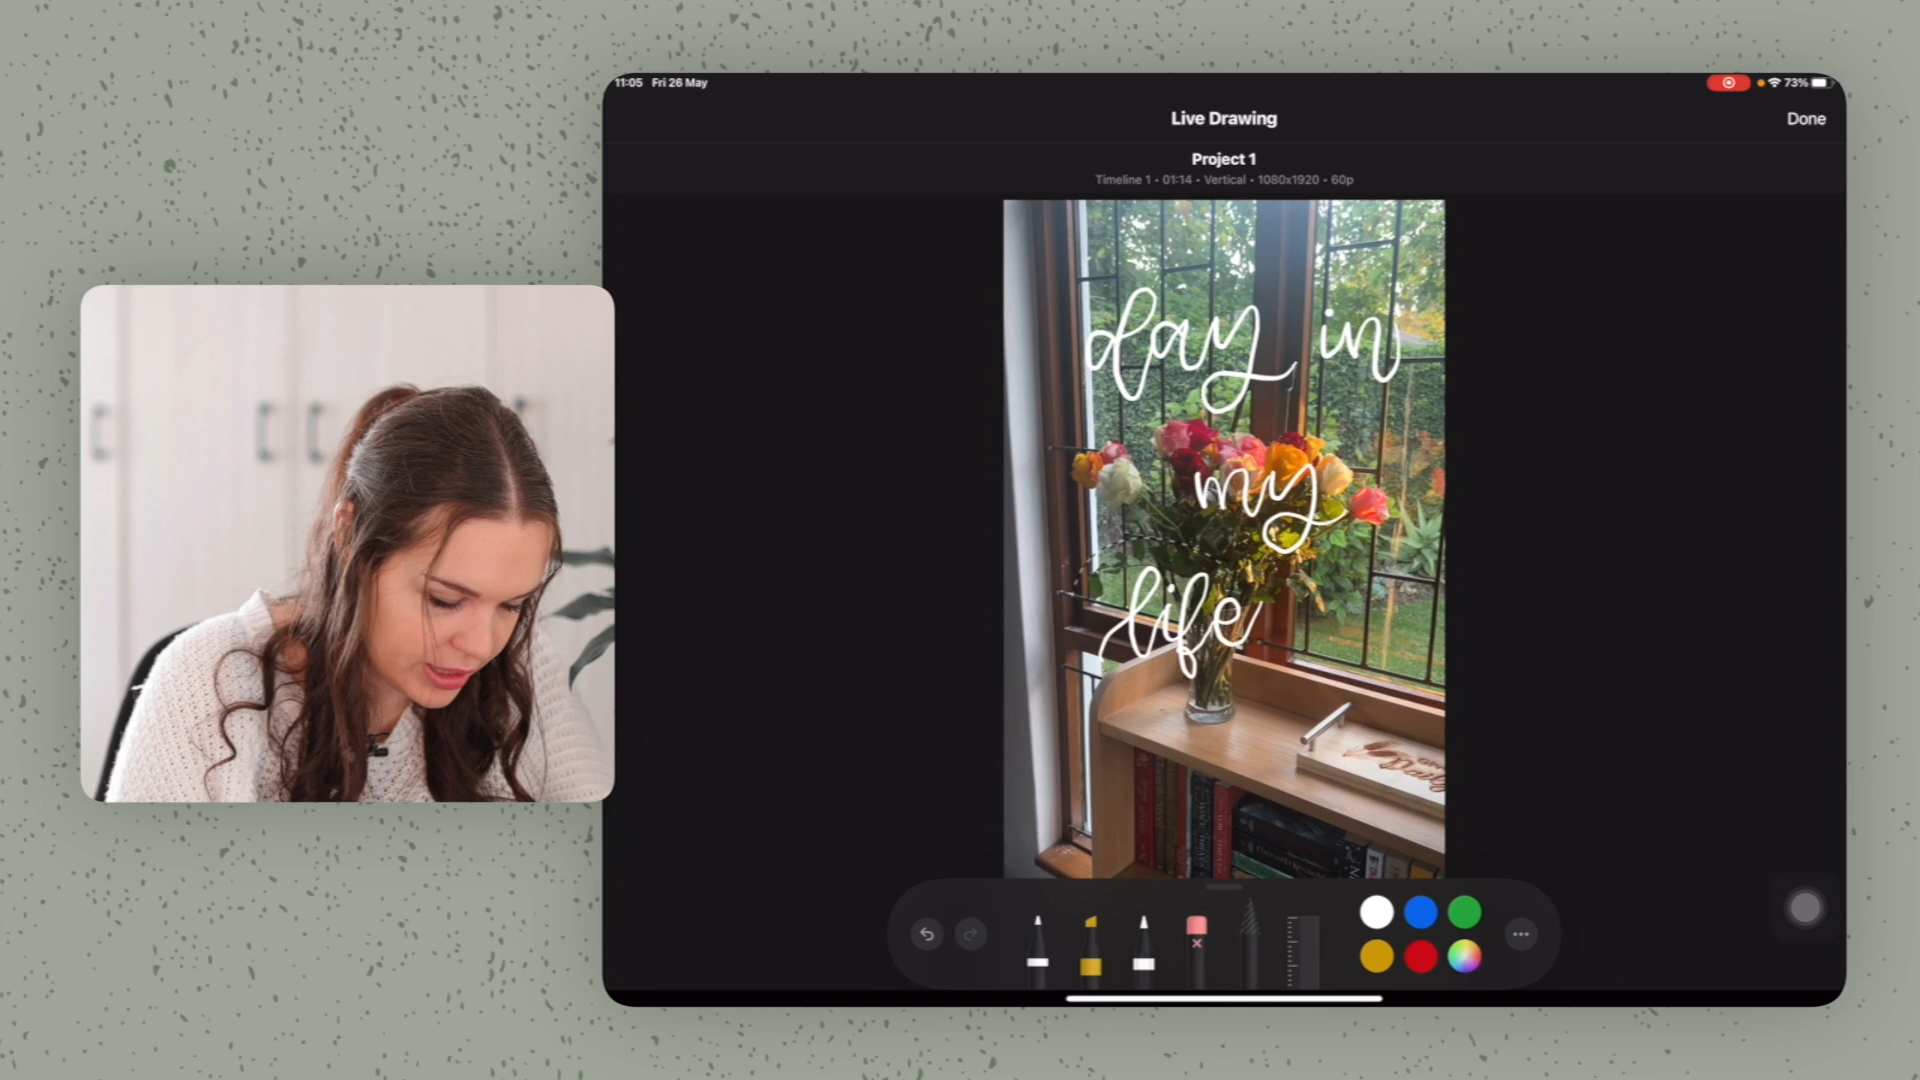 11:05 Fri 26 May
73%
Live Drawing
Done
Project 1
Timeline 1 • 01:14 • Vertical • 1080x1920 • 60p
day in
my
life